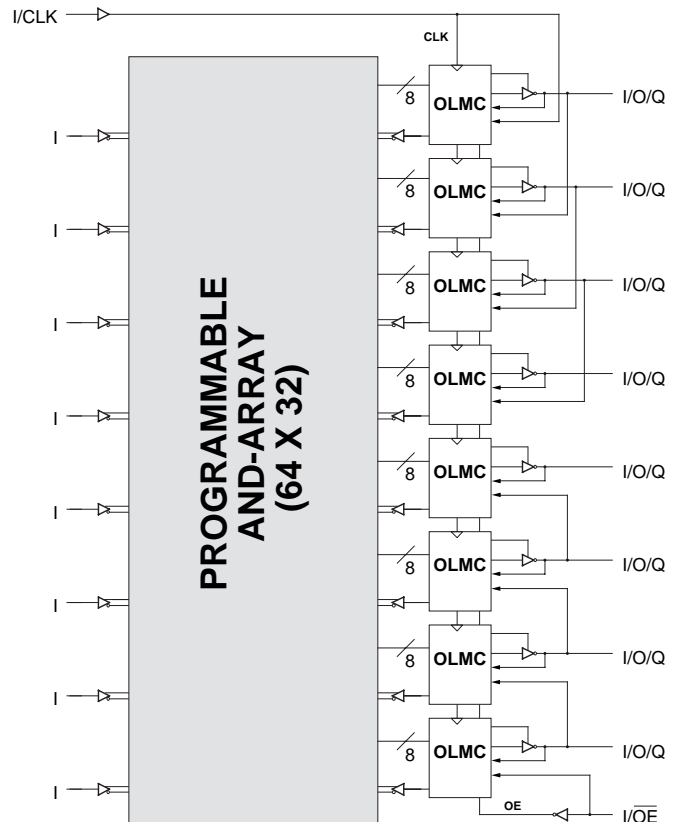 I/CLK
CLK
8
OLMC
I/O/Q
I
8
OLMC
I/O/Q
I
8
OLMC
I/O/Q
I
8
OLMC
I/O/Q
I
8
OLMC
I/O/Q
I
8
OLMC
I/O/Q
I
8
OLMC
I/O/Q
I
8
OLMC
I/O/Q
I
PROGRAMMABLE
AND-ARRAY
(64 X 32)
OE
I/OE